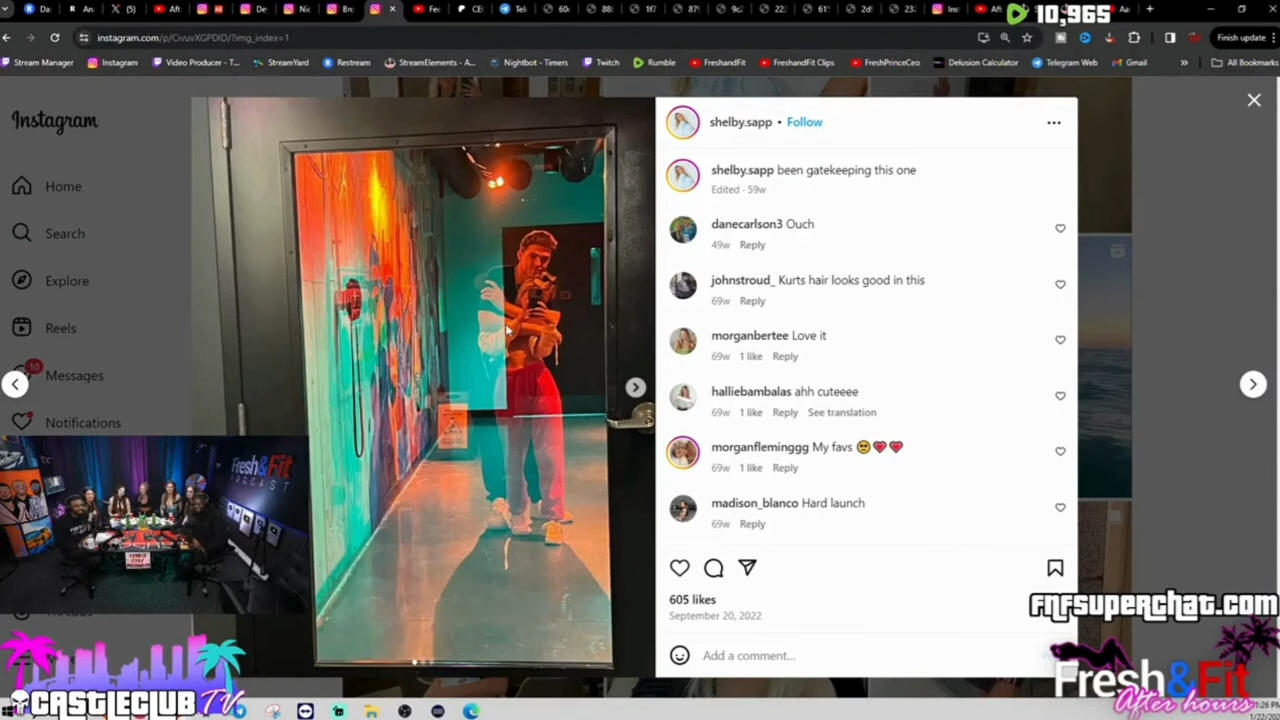 10,965
instagram.com/p/CivuvXGPDID/?img_index=1
Finish update
Stream Manager
Instagram
Video Producer - T...
StreamYard
Restream
StreamElements - A...
Nightbot - Timers
Twitch
Rumble
FreshandFit
FreshandFit Clips
FreshPrinceCeo
Delusion Calculator
Telegram Web
Gmail
All Bookmarks
Instagram
Home
Search
Explore
Reels
10
Messages
Notifications
shelby.sapp • Follow
shelby.sapp been gatekeeping this one
Edited · 59w
danecarlson3 Ouch
49w Reply
johnstroud_ Kurts hair looks good in this
69w Reply
morganbertee Love it
69w 1 like Reply
halliebambalas ahh cuteeee
69w 1 like Reply See translation
morganfleminggg My favs 🥺💗💗
69w 1 like Reply
madison_blanco Hard launch
69w Reply
605 likes
September 20, 2022
Add a comment...
Fresh&Fit
PODCAST
FNFSUPERCHAT.COM
CASTLECLUB TV
Fresh&Fit
After hours